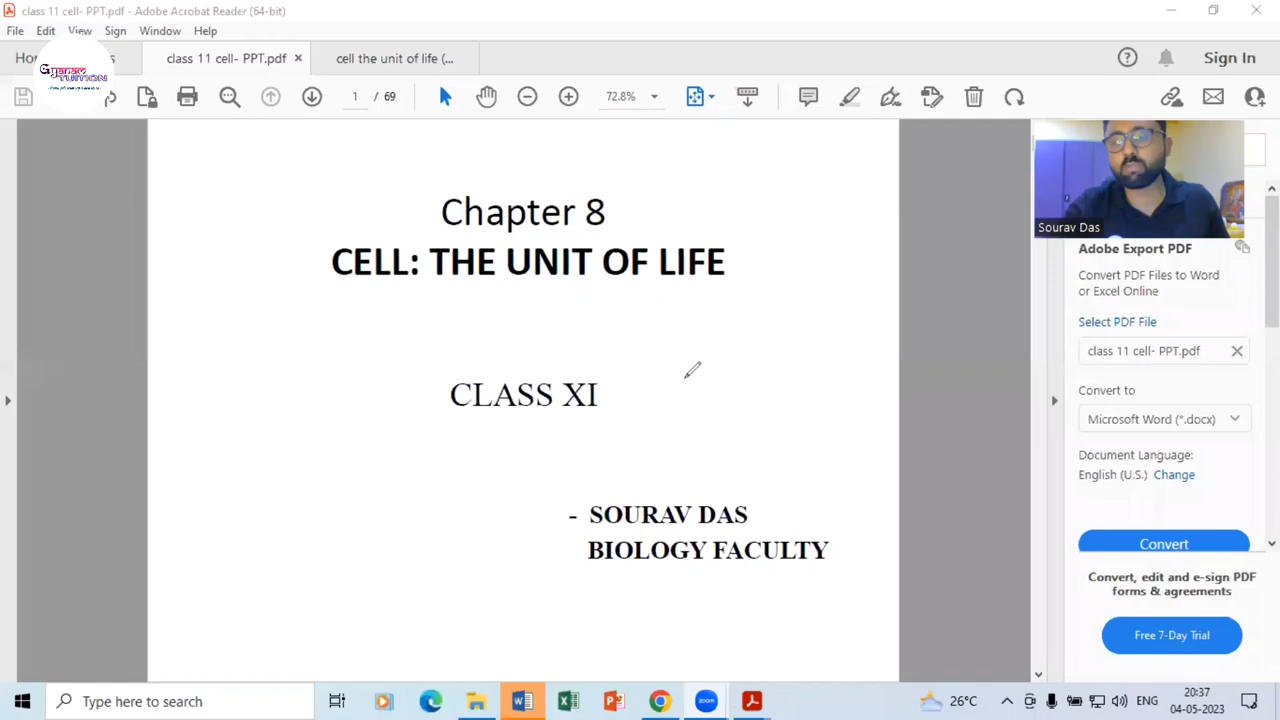 class 11 cell- PPT.pdf - Adobe Acrobat Reader (64-bit)
File Edit View Sign Window Help
class 11 cell- PPT.pdf × cell the unit of life (...
Sign In
Gyanam
TUITION
1 / 69 72.8%
Chapter 8
CELL: THE UNIT OF LIFE
CLASS XI
- SOURAV DAS
BIOLOGY FACULTY
Sourav Das
Adobe Export PDF
Convert PDF Files to Word
or Excel Online
Select PDF File
class 11 cell- PPT.pdf
Convert to
Microsoft Word (*.docx)
Document Language:
English (U.S.) Change
Convert
Convert, edit and e-sign PDF
forms & agreements
Free 7-Day Trial
Type here to search
zoom
26°C
ENG
20:37
04-05-2023